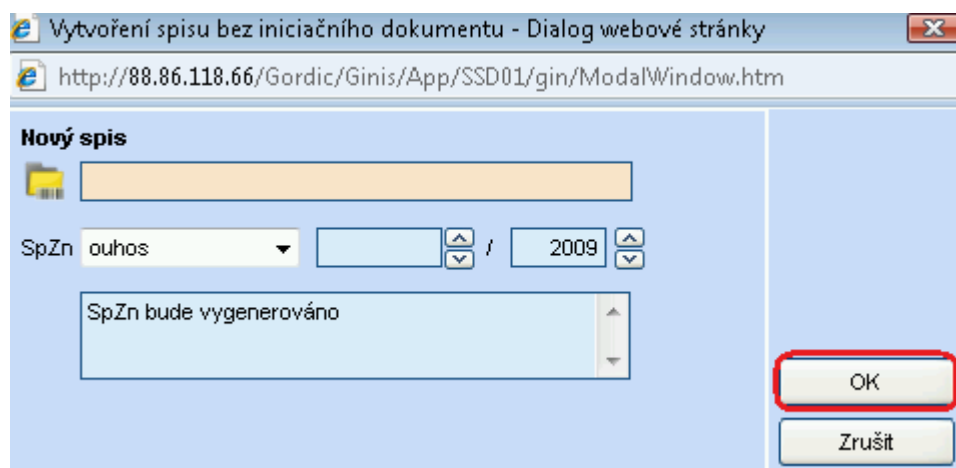 Vytvoření spisu bez iniciačního dokumentu - Dialog webové stránky
http://88.86.118.66/Gordic/Ginis/App/SSD01/gin/ModalWindow.htm
Nový spis
SpZn ouhos / 2009
SpZn bude vygenerováno
OK
Zrušit